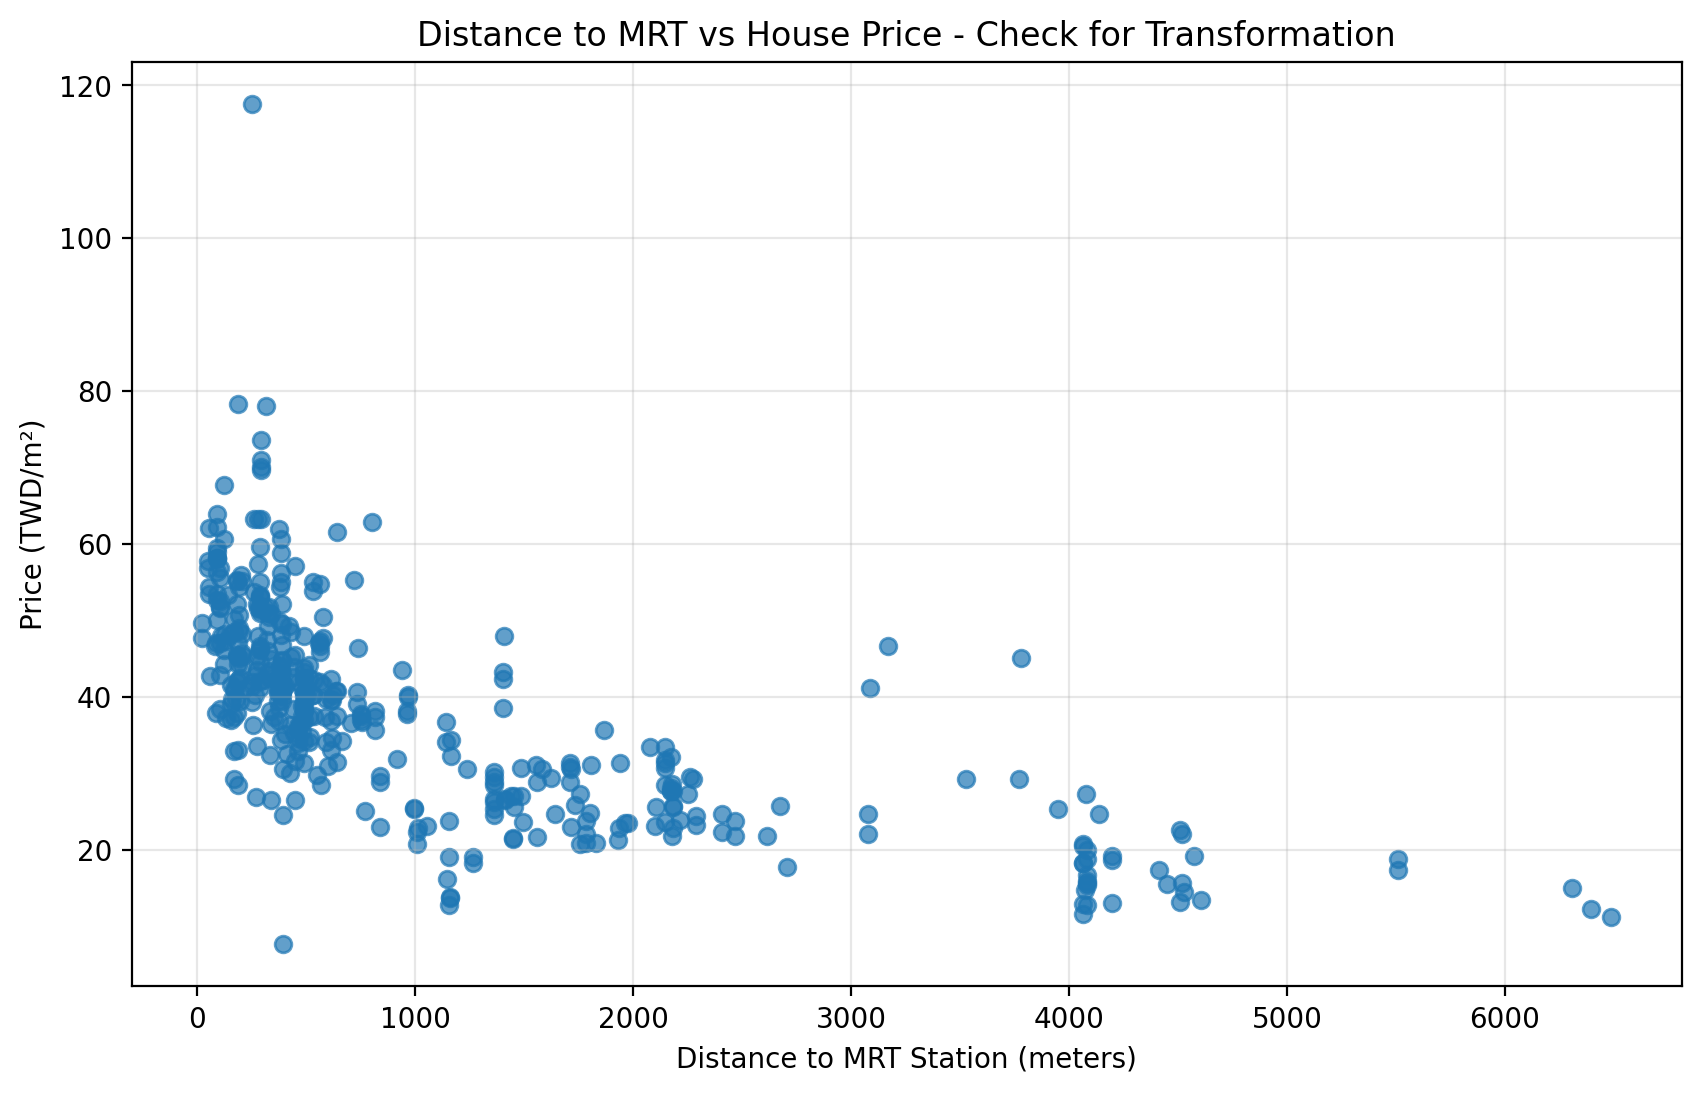 Distance to MRT vs House Price - Check for Transformation
120
100
80
60
40
20
Price (TWD/m²)
0 1000 2000 3000 4000 5000 6000
Distance to MRT Station (meters)